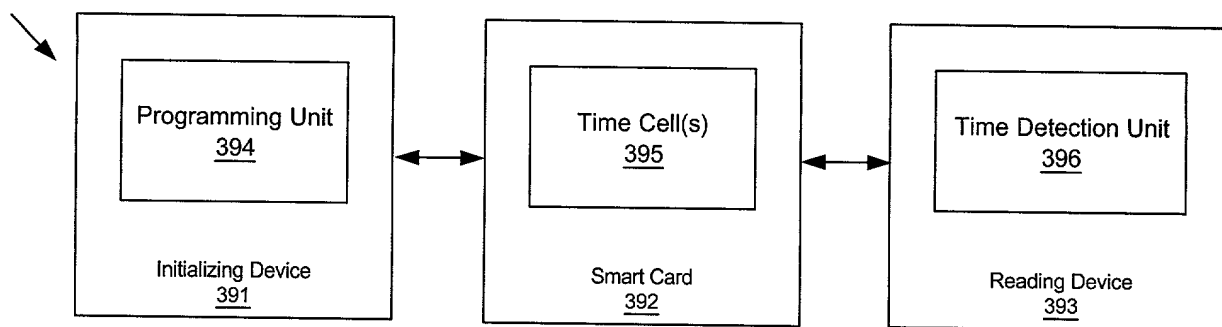 Programming Unit
394
Initializing Device
391
Time Cell(s)
395
Smart Card
392
Time Detection Unit
396
Reading Device
393